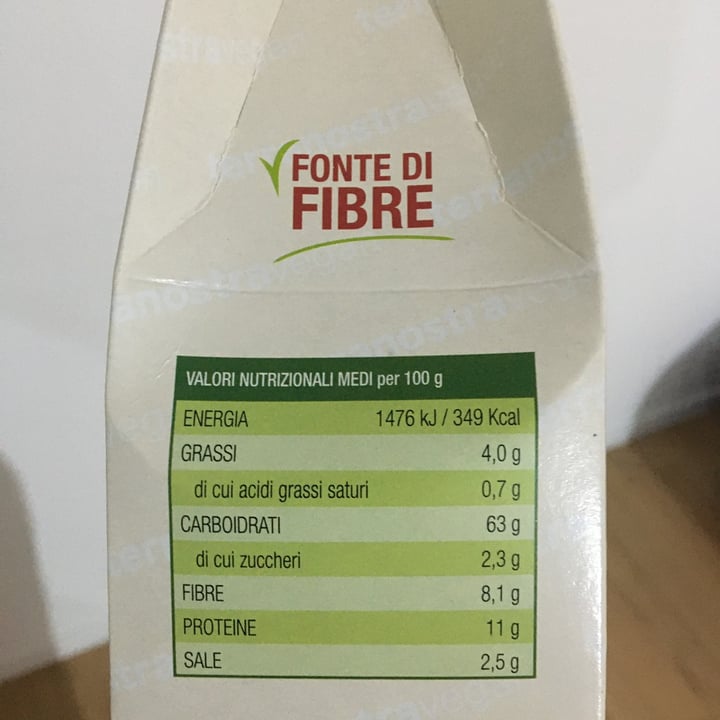 FONTE DI
FIBRE
VALORI NUTRIZIONALI MEDI per 100 g
ENERGIA 1476 kJ / 349 Kcal
GRASSI 4,0 g
di cui acidi grassi saturi 0,7 g
CARBOIDRATI 63 g
di cui zuccheri 2,3 g
FIBRE 8,1 g
PROTEINE 11 g
SALE 2,5 g